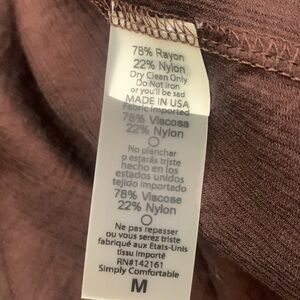 78% Rayon
22% Nylon
Dry Clean Only
Do Not Iron
or you'll be sad
MADE IN USA
Fabric Imported
78% Viscosa
22% Nylon
No planchar
o estarás triste
hecho en los
estados unidos
tejido importado
78% Viscose
22% Nylon
Ne pas repasser
ou vous serez triste
fabriqué aux Etats-Unis
tissu importé
RN#142161
Simply Comfortable
M